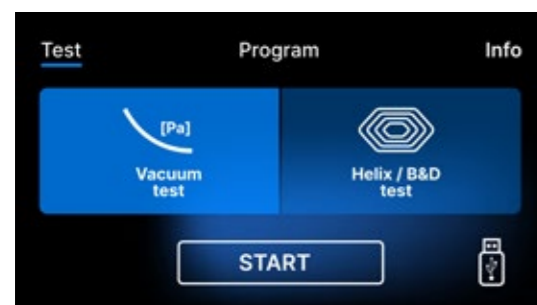 Test
Program
Info
[Pa]
Vacuum
test
Helix / B&D
test
START